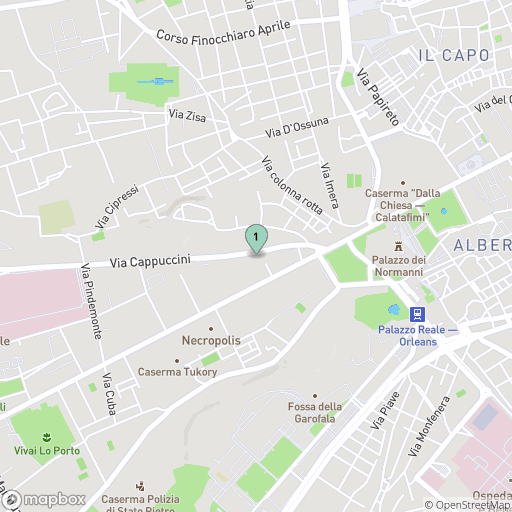 Corso Finocchiaro Aprile
IL CAPO
Via Papireto
Via Zisa
Via D'Ossuna
Via del C
Via colonna rotta
Via Imera
Via Cipressi
Caserma "Dalla
Chiesa —
Calatafimi"
1
ALBER
Via Cappuccini
Palazzo dei
Normanni
Via Pindemonte
Palazzo Reale —
Orleans
Necropolis
le
Caserma Tukory
Via Cuba
li
Fossa della
Garofala
Via Piave
Via Monfenera
Vivai Lo Porto
Ospeda
Caserma Polizia
di Stato Pietro
mapbox
© OpenStreetMap